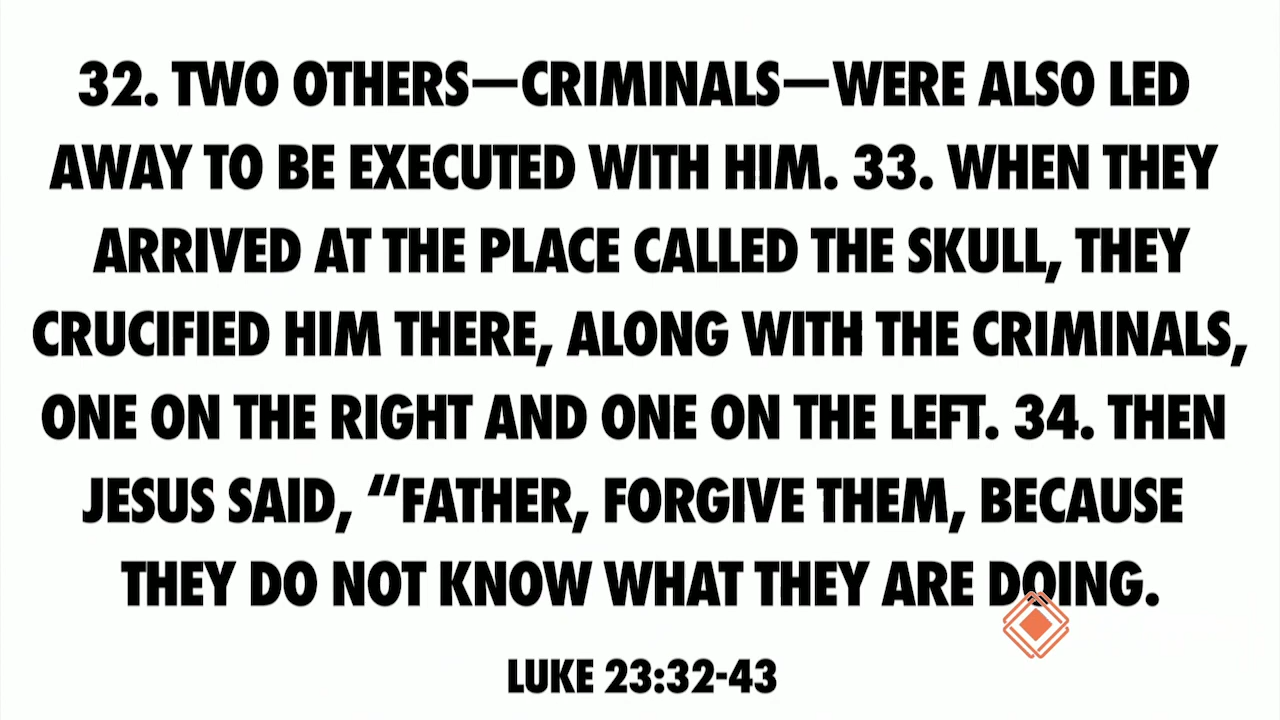 32. TWO OTHERS—CRIMINALS—WERE ALSO LED
AWAY TO BE EXECUTED WITH HIM. 33. WHEN THEY
ARRIVED AT THE PLACE CALLED THE SKULL, THEY
CRUCIFIED HIM THERE, ALONG WITH THE CRIMINALS,
ONE ON THE RIGHT AND ONE ON THE LEFT. 34. THEN
JESUS SAID, “FATHER, FORGIVE THEM, BECAUSE
THEY DO NOT KNOW WHAT THEY ARE DOING.
LUKE 23:32-43